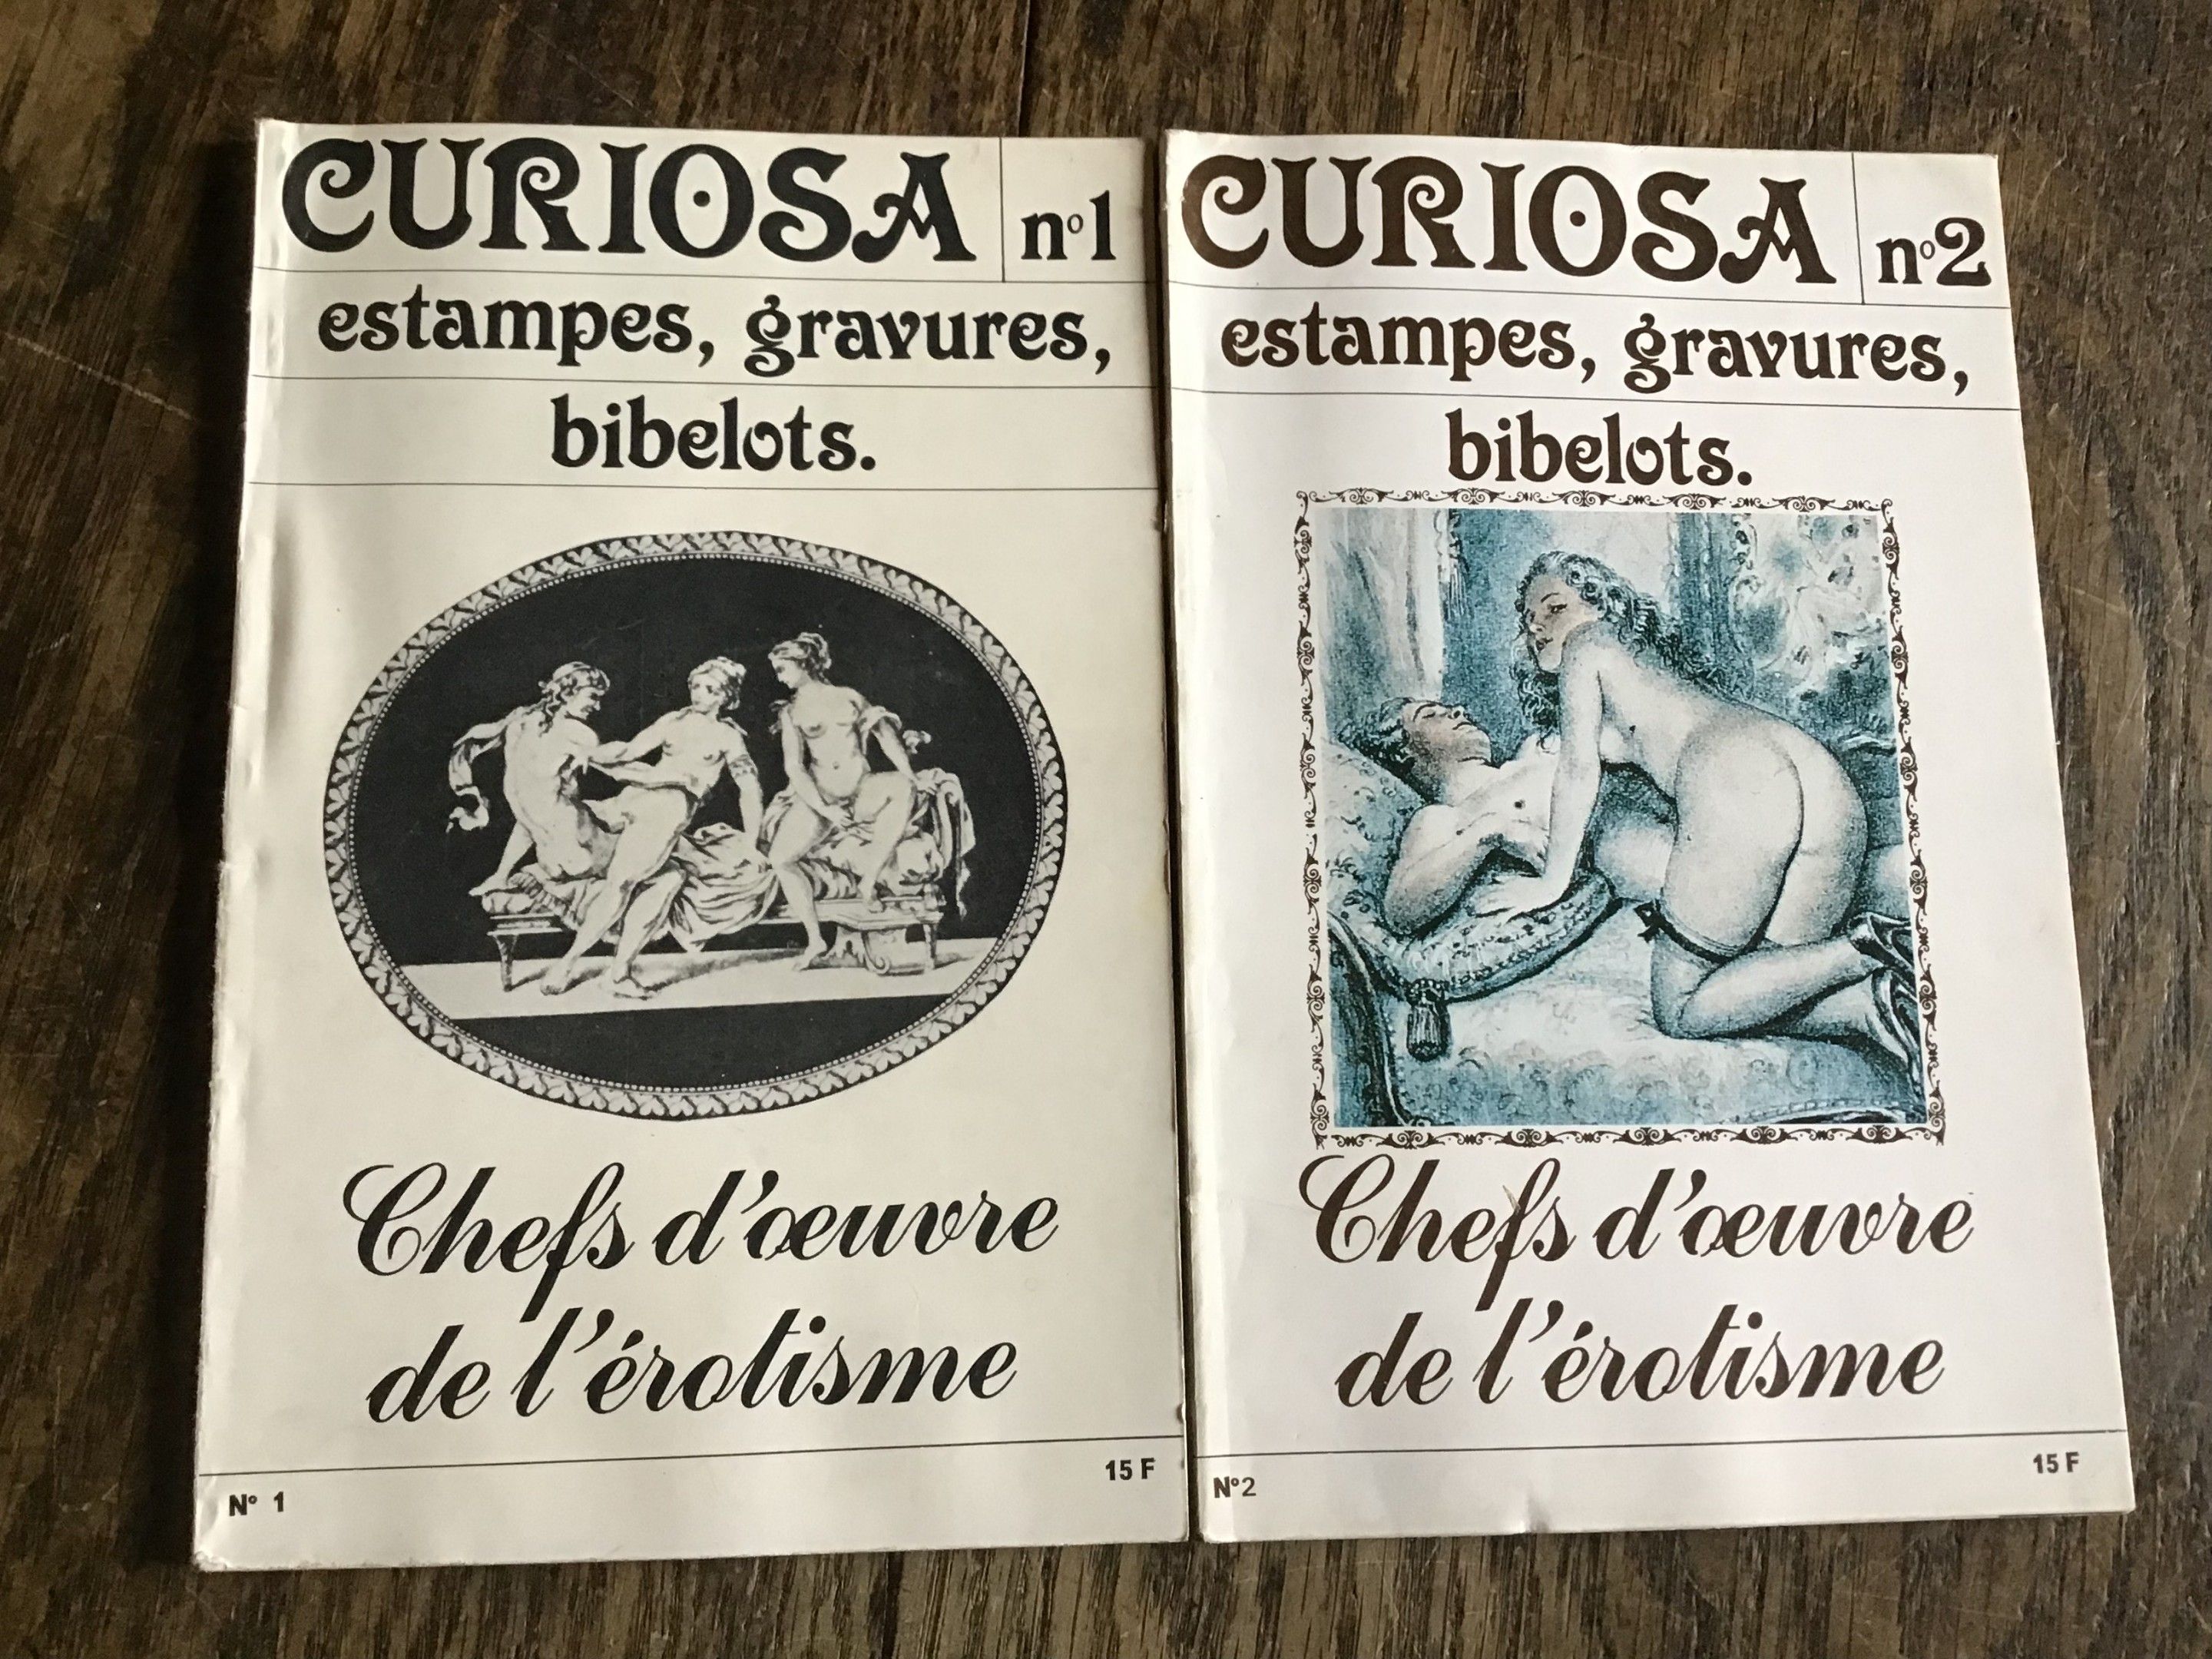 CURIOSA n°1
estampes, gravures,
bibelots.
Chefs d'œuvre
de l'érotisme
N° 1 15 F
CURIOSA n°2
estampes, gravures,
bibelots.
Chefs d'œuvre
de l'érotisme
N°2 15 F